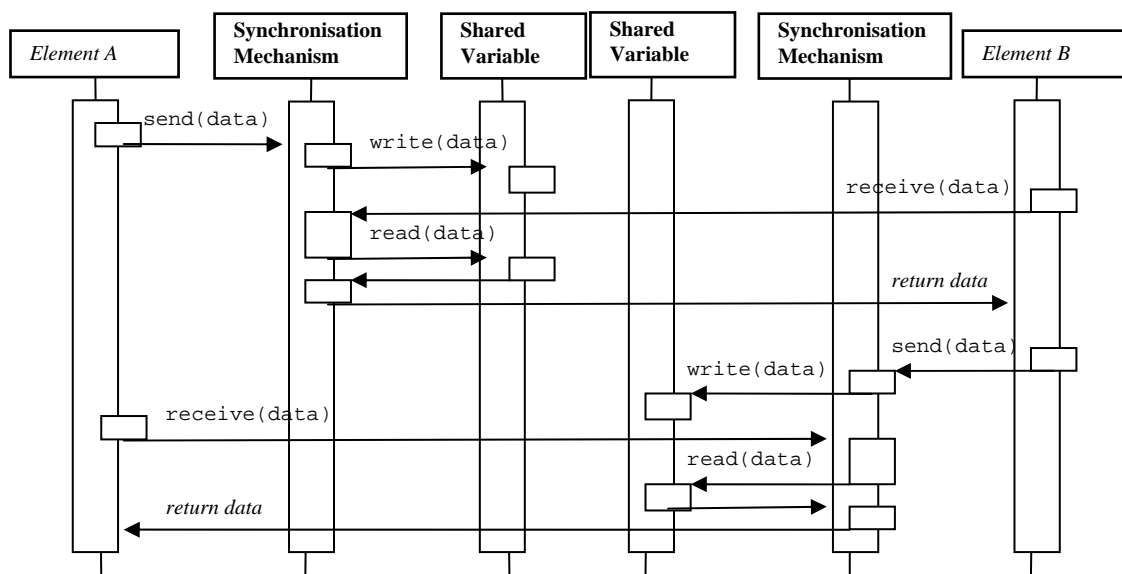 Element A
Synchronisation
Mechanism
Shared
Variable
Shared
Variable
Synchronisation
Mechanism
Element B
send(data)
write(data)
receive(data)
read(data)
return data
send(data)
write(data)
receive(data)
read(data)
return data